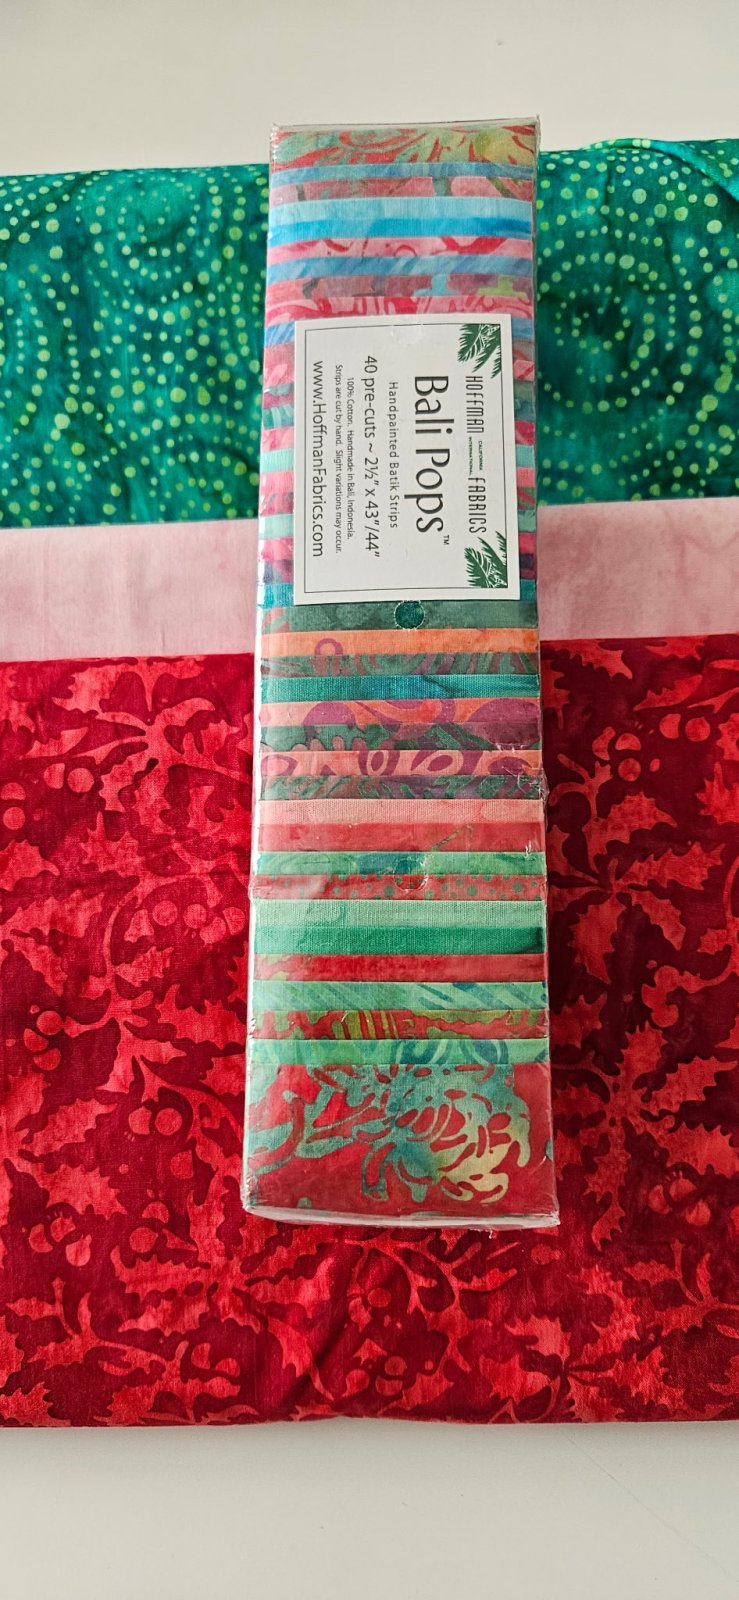 HOFFMAN CALIFORNIA INTERNATIONAL FABRICS
Bali Pops™
Handpainted Batik Strips
40 pre-cuts ~ 2½" x 43"/44"
100% Cotton. Handmade in Bali, Indonesia.
Strips are cut by hand. Slight variations may occur.
www.HoffmanFabrics.com